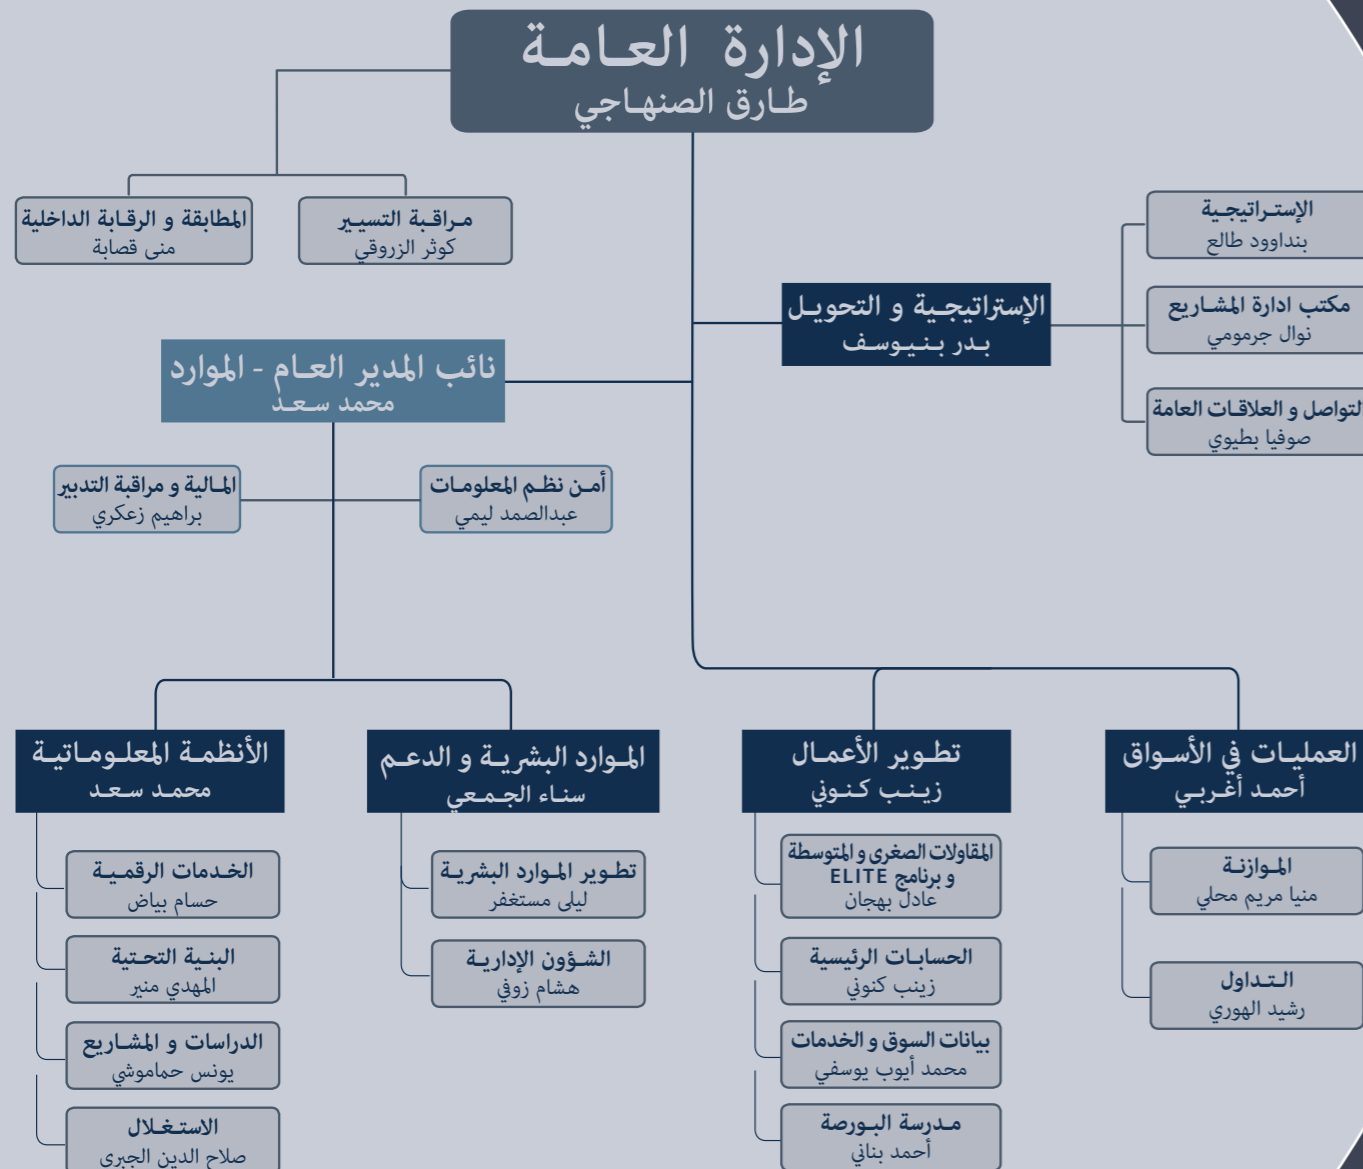 الإدارة العامة
طارق الصنهاجي
المطابقة و الرقابة الداخلية
منى قصابة
مراقبة التسيير
كوثر الزروقي
الإستراتيجية
بنداوود طالع
مكتب ادارة المشاريع
نوال جرمومي
التواصل و العلاقات العامة
صوفيا بطيوي
الإستراتيجية و التحويل
بدر بنيوسف
نائب المدير العام - الموارد
محمد سعد
أمن نظم المعلومات
عبدالصمد ليمي
المالية و مراقبة التدبير
براهيم زعكري
العمليات في الأسواق
أحمد أغربي
الموازنة
منيا مريم محلي
التداول
رشيد الهوري
تطوير الأعمال
زينب كنوني
المقاولات الصغرى و المتوسطة
و برنامج ELITE
عادل بهجان
الحسابات الرئيسية
زينب كنوني
بيانات السوق و الخدمات
محمد أيوب يوسفي
مدرسة البورصة
أحمد بناني
الموارد البشرية و الدعم
سناء الجمعي
تطوير الموارد البشرية
ليلى مستغفر
الشؤون الإدارية
هشام زوفي
الأنظمة المعلوماتية
محمد سعد
الخدمات الرقمية
حسام بياض
البنية التحتية
المهدي منير
الدراسات و المشاريع
يونس حماموشي
الاستغلال
صلاح الدين الجبري